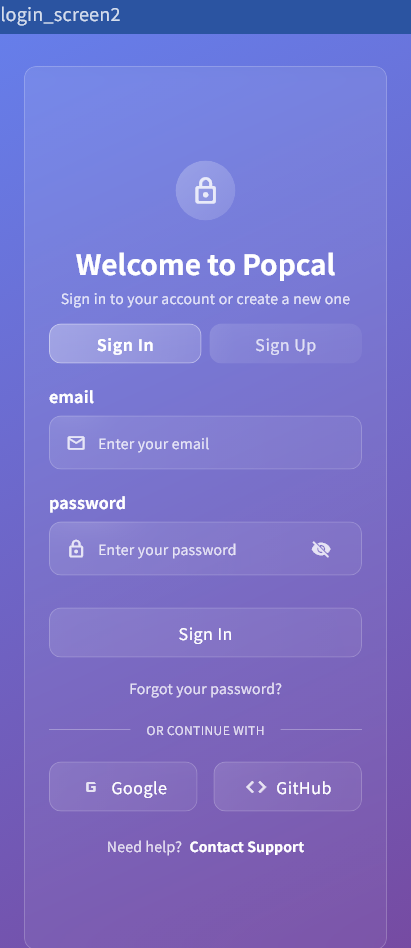 login_screen2
Welcome to Popcal
Sign in to your account or create a new one
Sign In
Sign Up
email
Enter your email
password
Enter your password
Sign In
Forgot your password?
OR CONTINUE WITH
G Google
<> GitHub
Need help? Contact Support